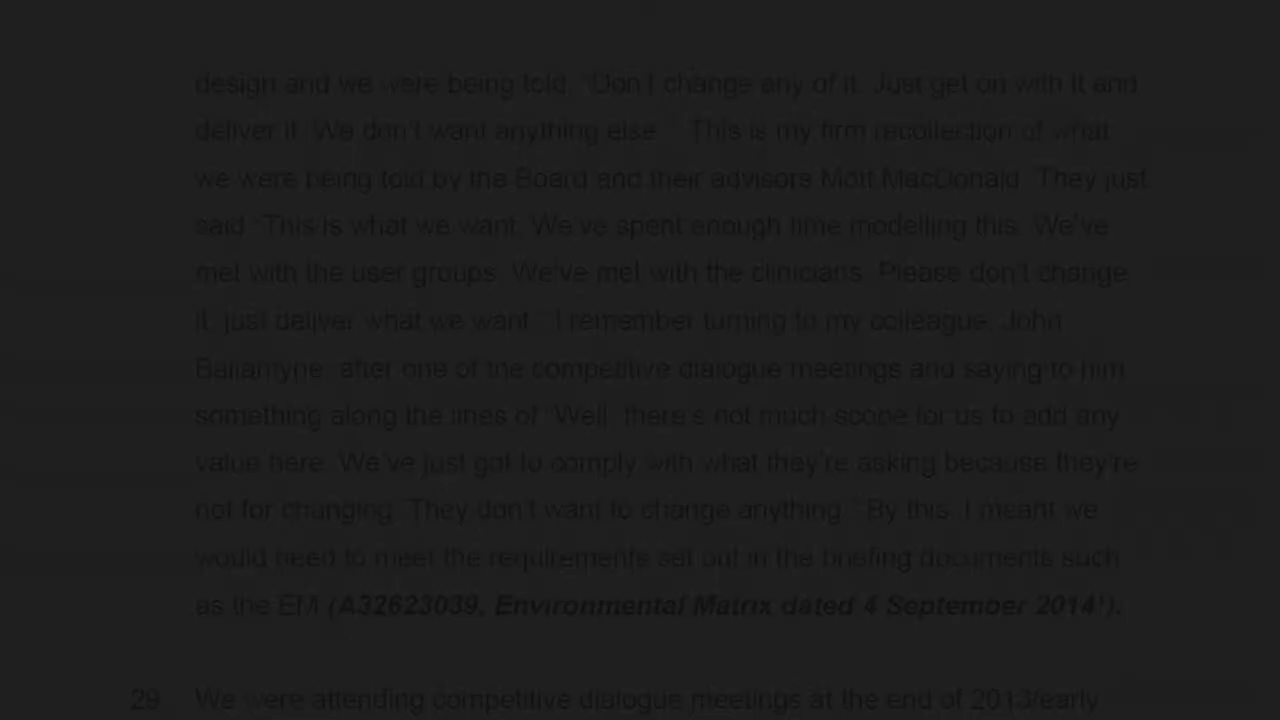 design and we were being told, "Don't change any of it. Just get on with it and
deliver it. We don't want anything else." This is my firm recollection of what
we were being told by the Board and their advisors Mott MacDonald. They just
said "This is what we want. We've spent enough time modelling this. We've
met with the user groups. We've met with the clinicians. Please don't change
it, just deliver what we want." I remember turning to my colleague, John
Ballantyne, after one of the competitive dialogue meetings and saying to him
something along the lines of "Well, there's not much scope for us to add any
value here. We've just got to comply with what they're asking because they're
not for changing. They don't want to change anything." By this, I meant we
would need to meet the requirements set out in the briefing documents such
as the EM (A32623039, Environmental Matrix dated 4 September 2014¹).
29. We were attending competitive dialogue meetings at the end of 2013/early